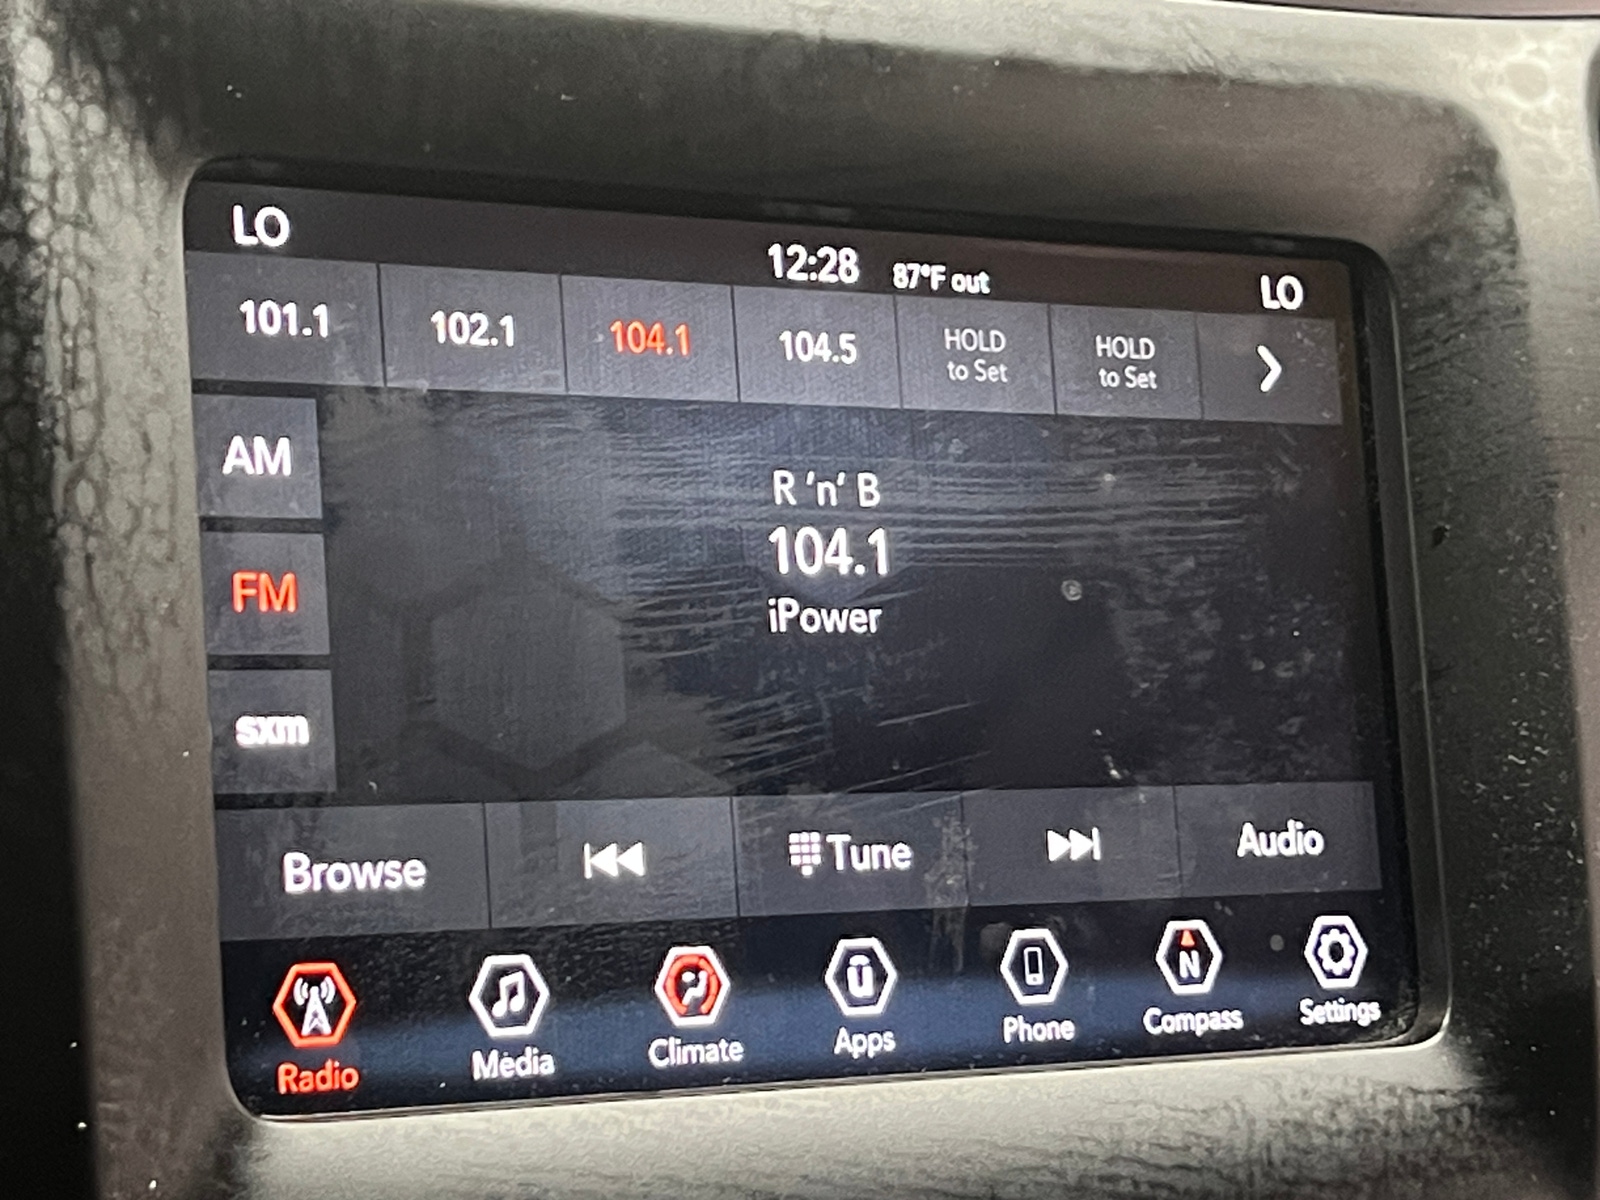 LO
12:28 87°F out
LO
101.1
102.1
104.1
104.5
HOLD
to Set
HOLD
to Set
AM
FM
sxm
R 'n' B
104.1
iPower
Browse
Tune
Audio
Radio
Media
Climate
u
Apps
Phone
N
Compass
Settings